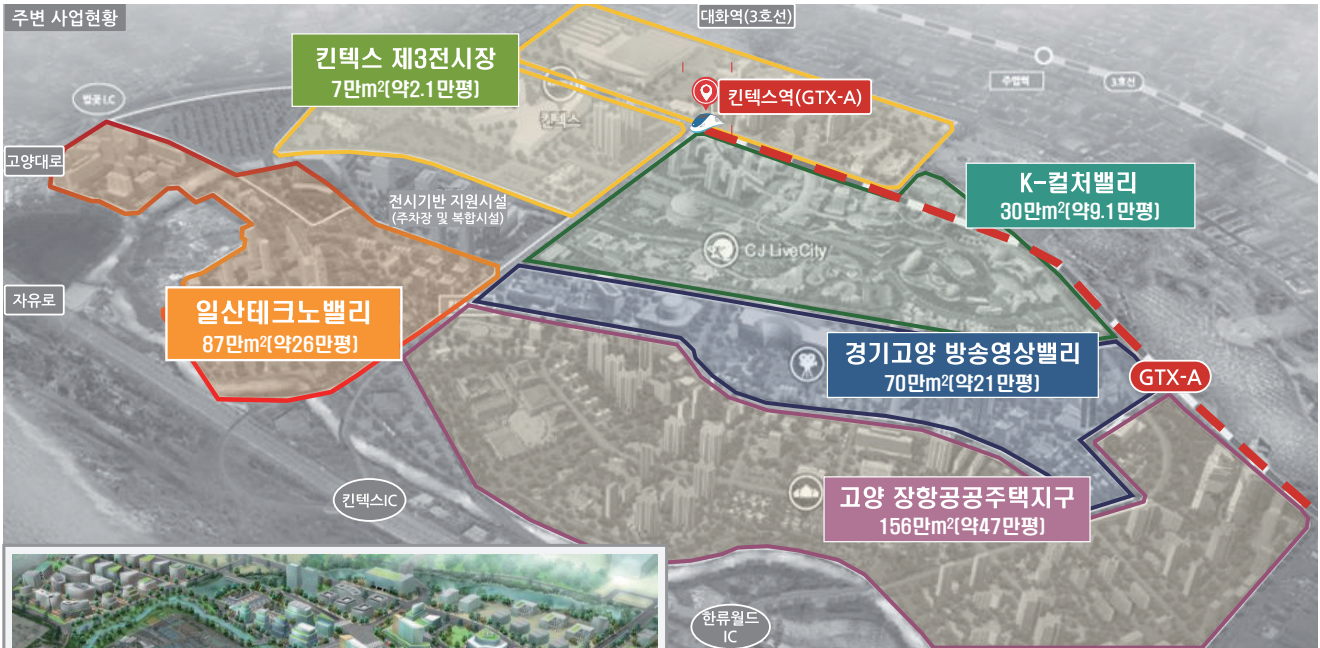 주변 사업현황
대화역(3호선)
킨텍스 제3전시장
7만m²(약2.1만평)
주엽역
3호선
법곳I.C
킨텍스
킨텍스역(GTX-A)
고양대로
전시기반 지원시설
(주차장 및 복합시설)
K-컬처밸리
30만m²(약9.1만평)
CJ LiveCity
자유로
일산테크노밸리
87만m²(약26만평)
경기고양 방송영상밸리
70만m²(약21만평)
GTX-A
킨텍스IC
고양 장항공공주택지구
156만m²(약47만평)
한류월드
IC